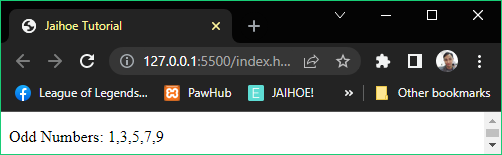 Jaihoe Tutorial
127.0.0.1:5500/index.h...
League of Legends... PawHub JAIHOE! Other bookmarks
Odd Numbers: 1,3,5,7,9